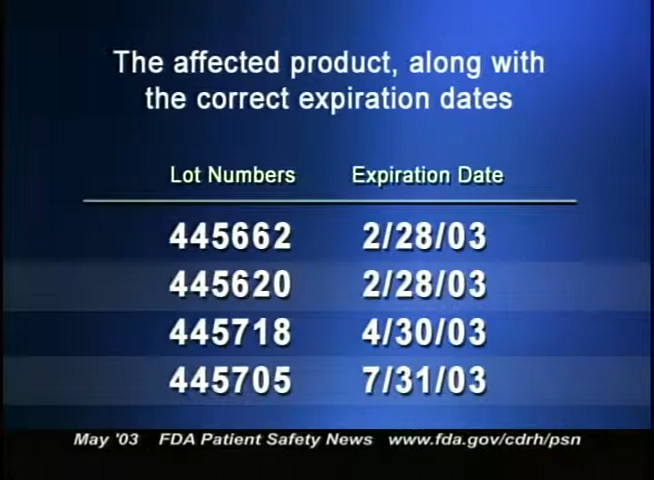 The affected product, along with
the correct expiration dates
Lot Numbers Expiration Date
445662 2/28/03
445620 2/28/03
445718 4/30/03
445705 7/31/03
May '03 FDA Patient Safety News www.fda.gov/cdrh/psn